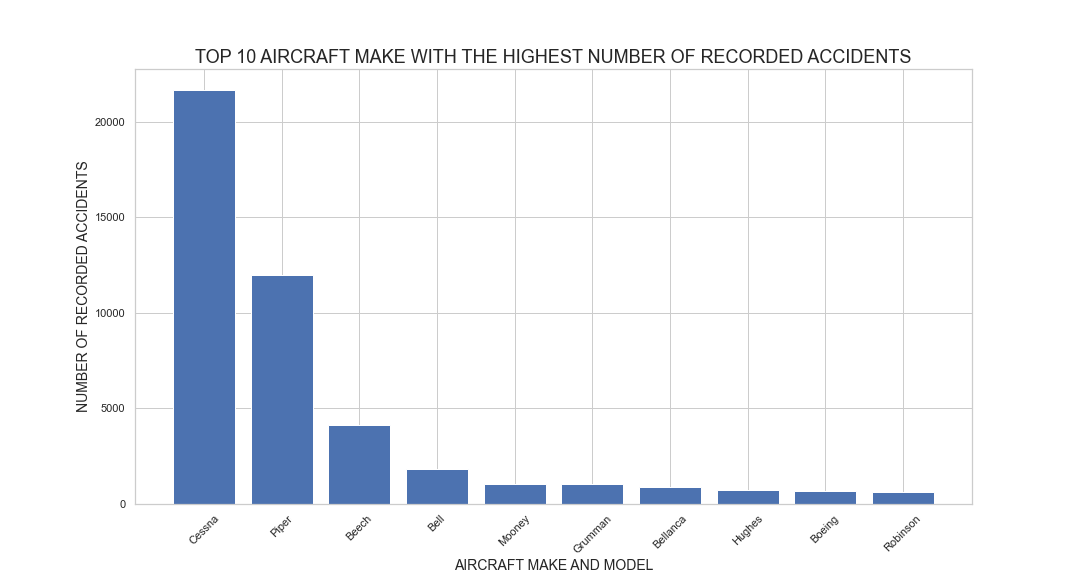 TOP 10 AIRCRAFT MAKE WITH THE HIGHEST NUMBER OF RECORDED ACCIDENTS
NUMBER OF RECORDED ACCIDENTS
20000
15000
10000
5000
0
Cessna
Piper
Beech
Bell
Mooney
Grumman
Bellanca
Hughes
Boeing
Robinson
AIRCRAFT MAKE AND MODEL